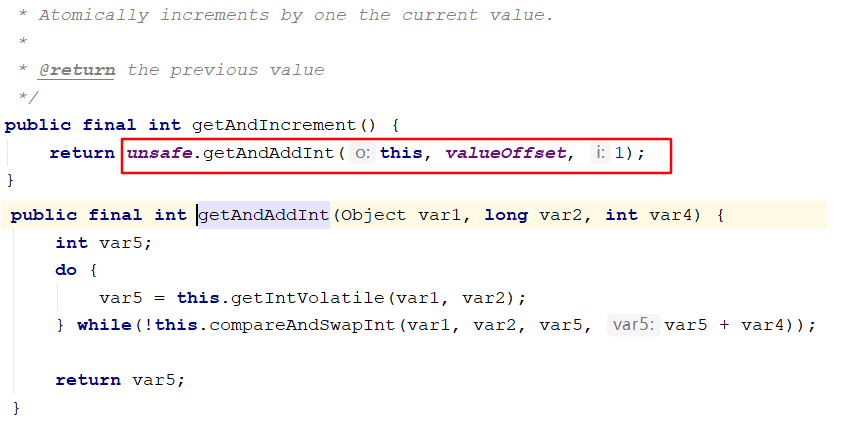 * Atomically increments by one the current value.
*
* @return the previous value
*/
public final int getAndIncrement() {
return unsafe.getAndAddInt( o: this, valueOffset, i: 1);
}
public final int getAndAddInt(Object var1, long var2, int var4) {
int var5;
do {
var5 = this.getIntVolatile(var1, var2);
} while(!this.compareAndSwapInt(var1, var2, var5, var5: var5 + var4));
return var5;
}